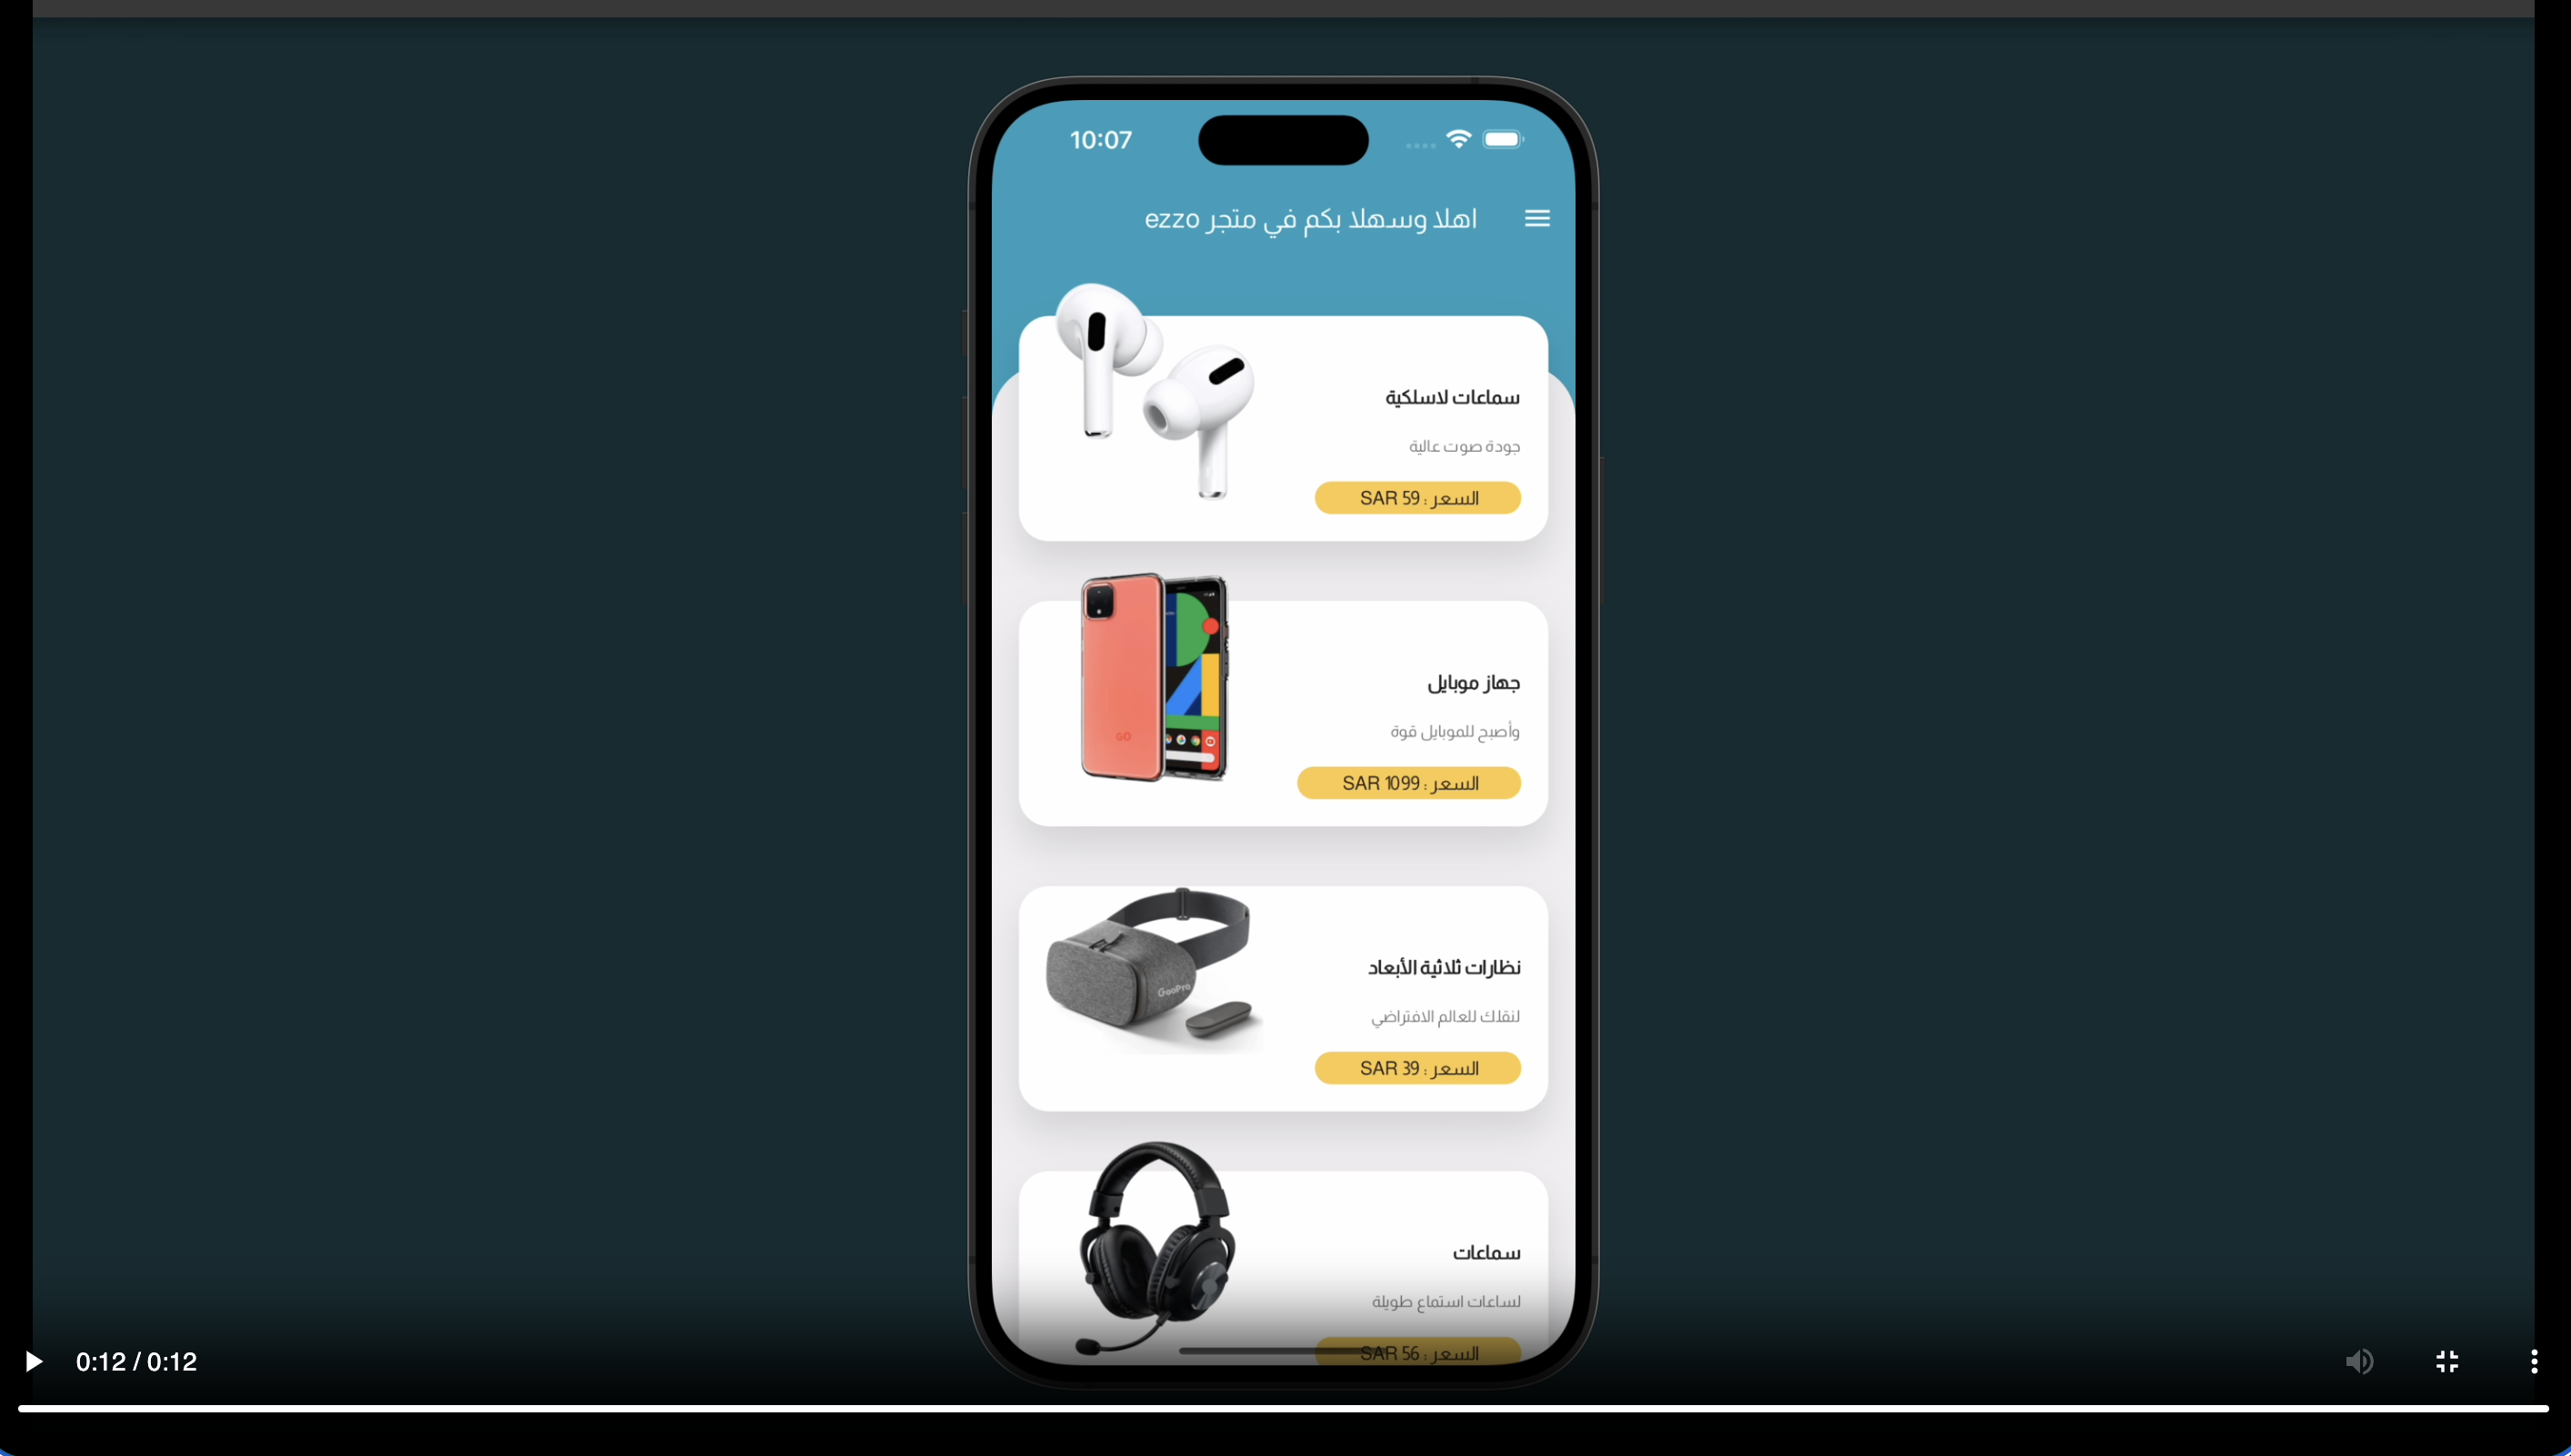 10:07
اهلا وسهلا بكم في متجر ezzo
سماعات لاسلكية
جودة صوت عالية
السعر : 59 SAR
جهاز موبايل
وأصبح للموبايل قوة
السعر : 1099 SAR
GO
نظارات ثلاثية الأبعاد
لنقلك للعالم الافتراضي
السعر : 39 SAR
GooPro
سماعات
لساعات استماع طويلة
السعر : 56 SAR
0:12 / 0:12